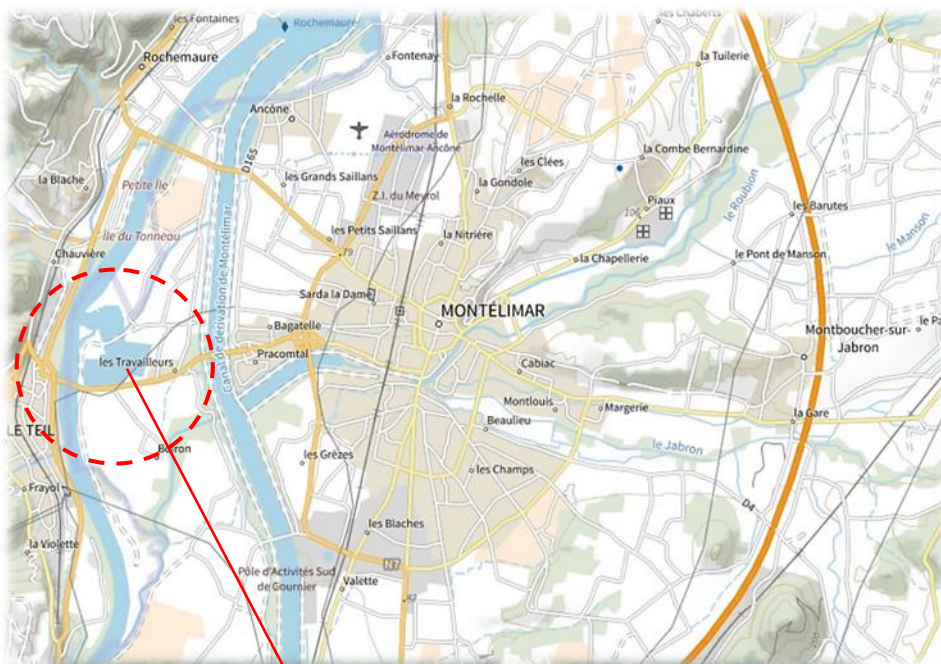 les Fontaines
Rochemaure
les Chaberts
Rochemaure
Fontenay
la Tuilerie
la Rochelle
Ancône
Aérodrome de
Montélimar-Ancône
D165
les Clées
la Combe Bernardine
la Blache
Petite Ile
les Grands Saillans
Z.I. du Meyrol
la Gondole
le Roubion
Piaux
les Barutes
le Manson
Ile du Tonneau
les Petits Saillans
la Nitrière
Chauvière
79
la Chapellerie
le Pont de Manson
Canal de dérivation de Montélimar
Sarda la Dame
MONTÉLIMAR
Bagatelle
Montboucher-sur-
Jabron
les Travailleurs
Pracomtal
Cabiac
Montlouis
Margerie
la Gare
LE TEIL
Beaulieu
le Jabron
les Grèzes
les Champs
Frayol
D4
les Blaches
la Violette
N7
Pôle d'Activités Sud
de Gournier
Valette